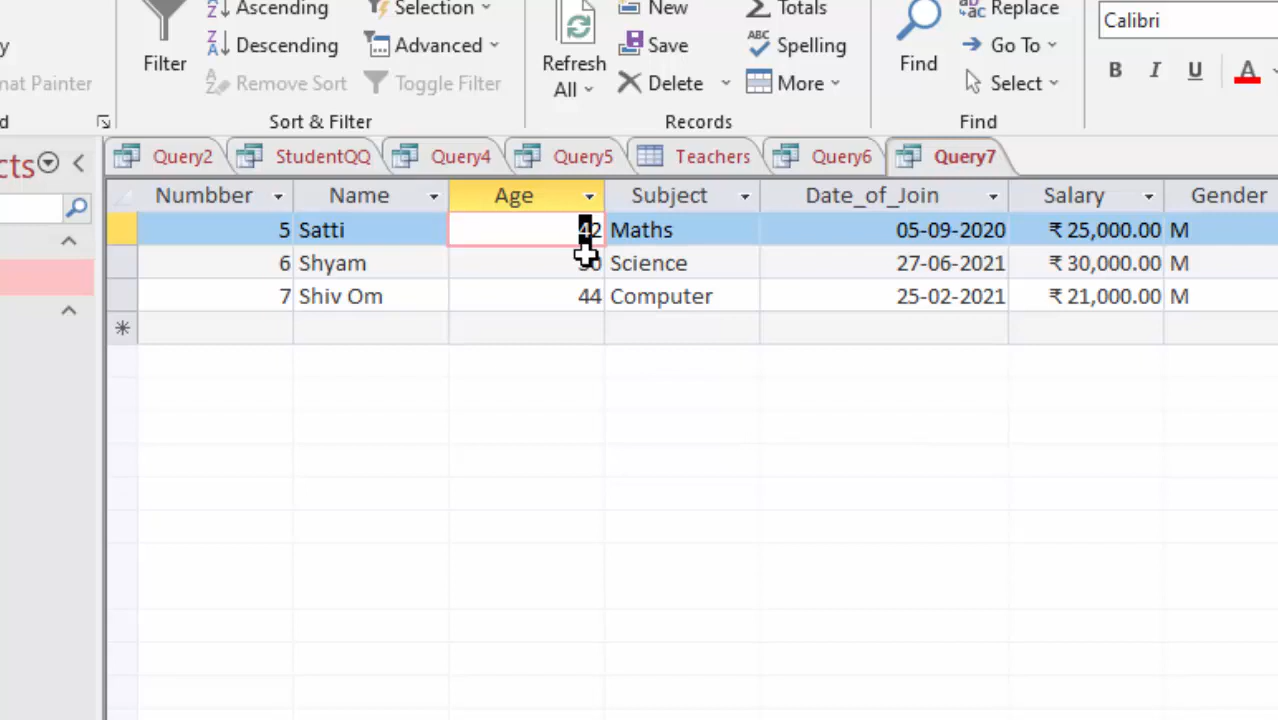 Ascending Selection New Totals Replace Calibri
Descending Advanced Save Spelling Go To
Filter Refresh All Find
Remove Sort Toggle Filter Delete More Select B I U A
Sort & Filter Records Find
Query2 StudentQQ Query4 Query5 Teachers Query6 Query7
Numbber Name Age Subject Date_of_Join Salary Gender
5 Satti 42 Maths 05-09-2020 ₹ 25,000.00 M
6 Shyam Science 27-06-2021 ₹ 30,000.00 M
7 Shiv Om 44 Computer 25-02-2021 ₹ 21,000.00 M